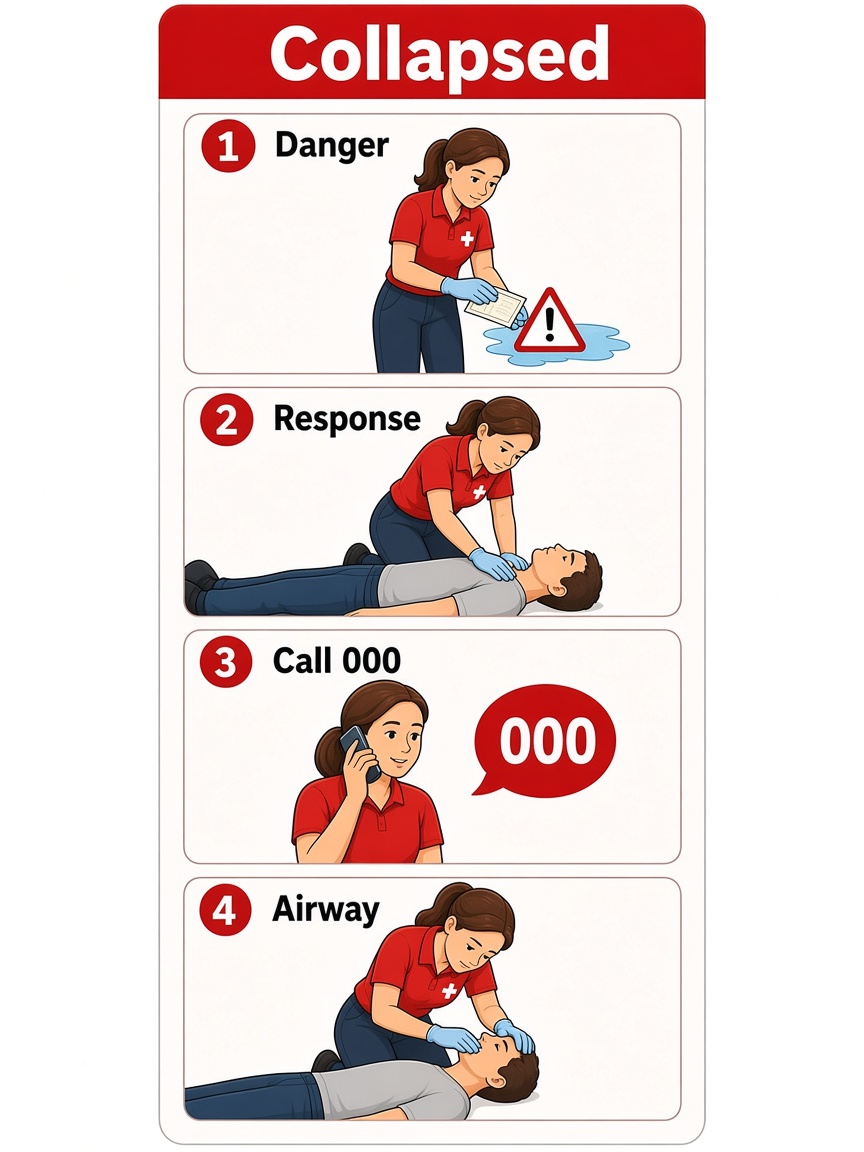 Collapsed
1 Danger
!
2 Response
3 Call 000
000
4 Airway